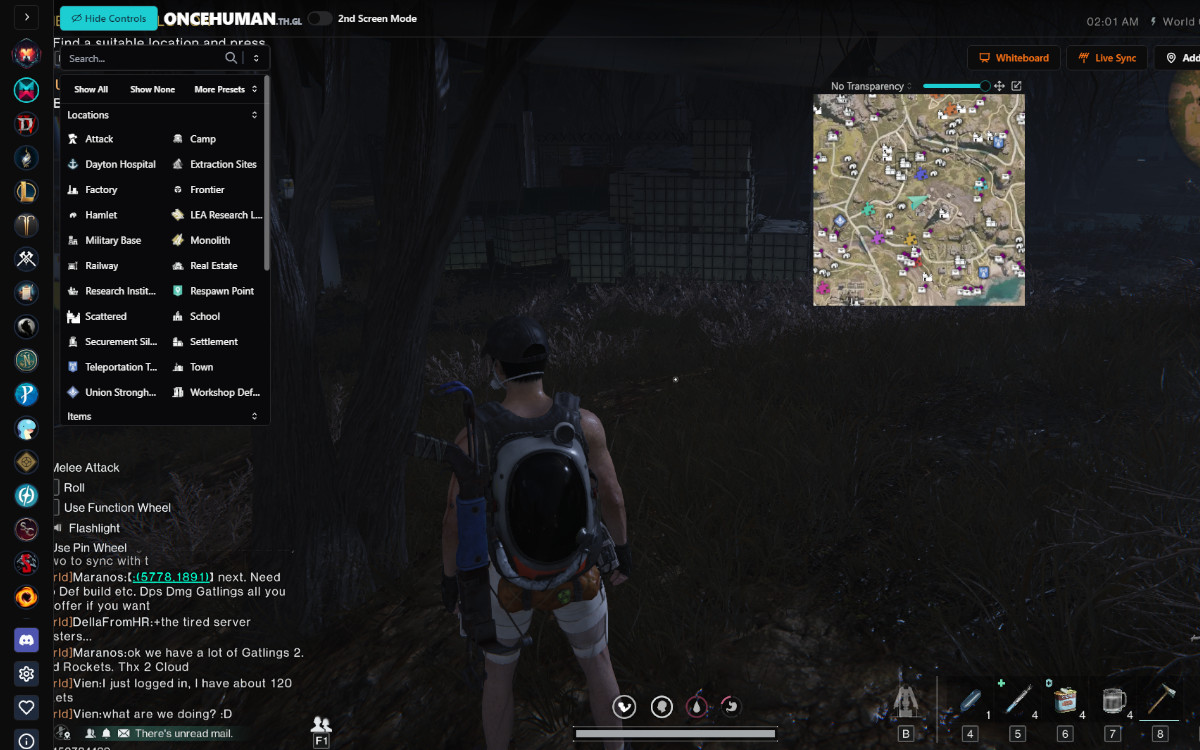 Hide Controls
ONCEHUMAN.TH.GL
2nd Screen Mode
02:01 AM
World
Find a suitable location and press
Search...
Whiteboard
Live Sync
Add
Show All
Show None
More Presets
No Transparency
Locations
Attack
Camp
Dayton Hospital
Extraction Sites
Factory
Frontier
Hamlet
LEA Research L...
Military Base
Monolith
Railway
Real Estate
Research Instit...
Respawn Point
Scattered
School
Securement Sil...
Settlement
Teleportation T...
Town
Union Strongh...
Workshop Def...
Items
Melee Attack
Roll
Use Function Wheel
Flashlight
Use Pin Wheel
wo to sync with t
rld]Maranos:【:(5778,1891)】 next. Need
Def build etc. Dps Dmg Gatlings all you
offer if you want
rld]DellaFromHR:+the tired server
sters...
rld]Maranos:ok we have a lot of Gatlings 2.
d Rockets. Thx 2 Cloud
rld]Vien:I just logged in, I have about 120
ets
rld]Vien:what are we doing? :D
There's unread mail.
F1
1
4
4
4
B
4
5
6
7
8